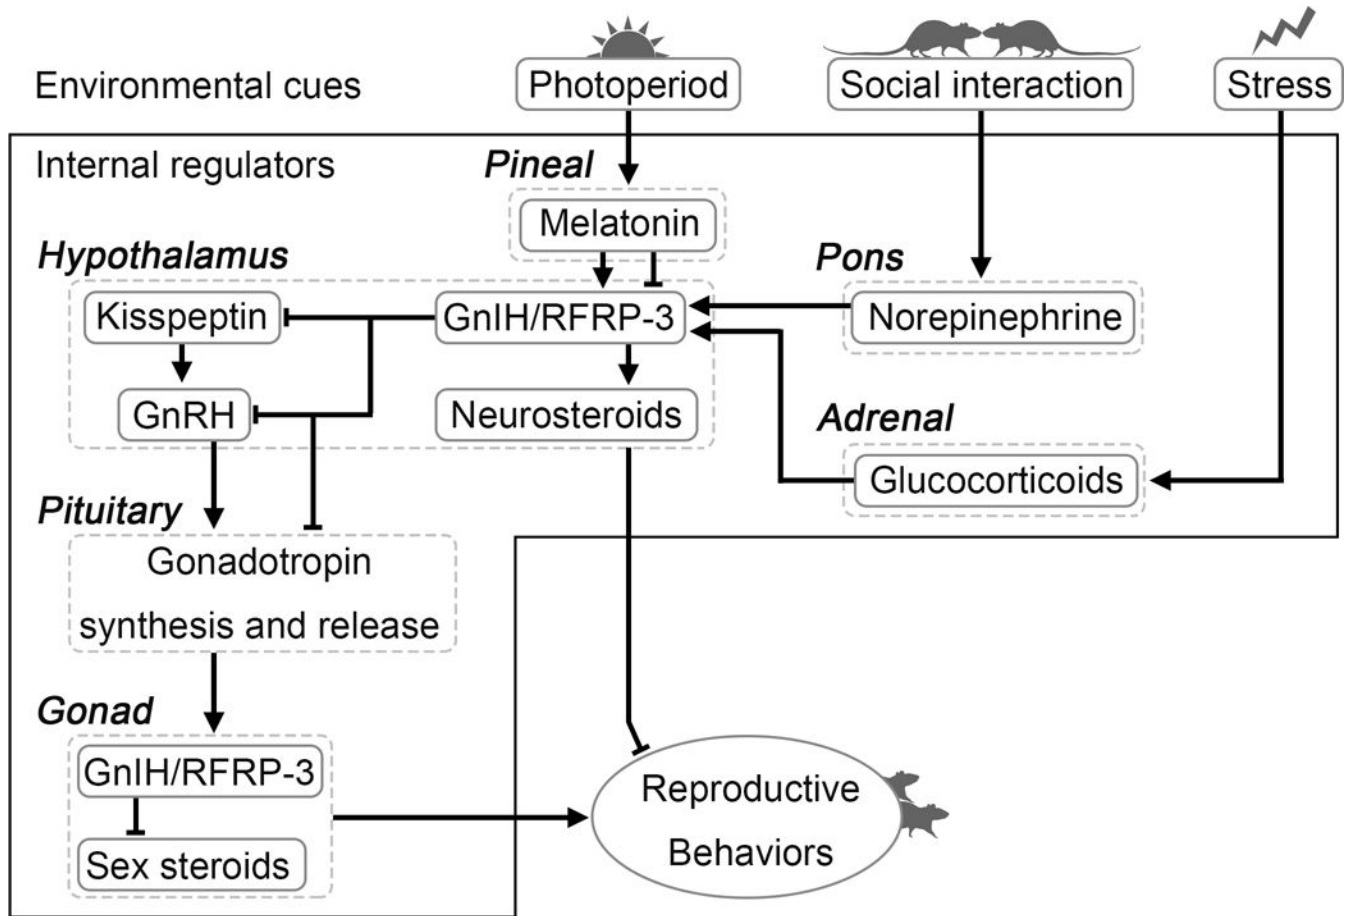 Environmental cues
Photoperiod
Social interaction
Stress
Internal regulators
Pineal
Melatonin
Hypothalamus
Pons
Kisspeptin
GnIH/RFRP-3
Norepinephrine
GnRH
Neurosteroids
Adrenal
Glucocorticoids
Pituitary
Gonadotropin
synthesis and release
Gonad
GnIH/RFRP-3
Sex steroids
Reproductive
Behaviors